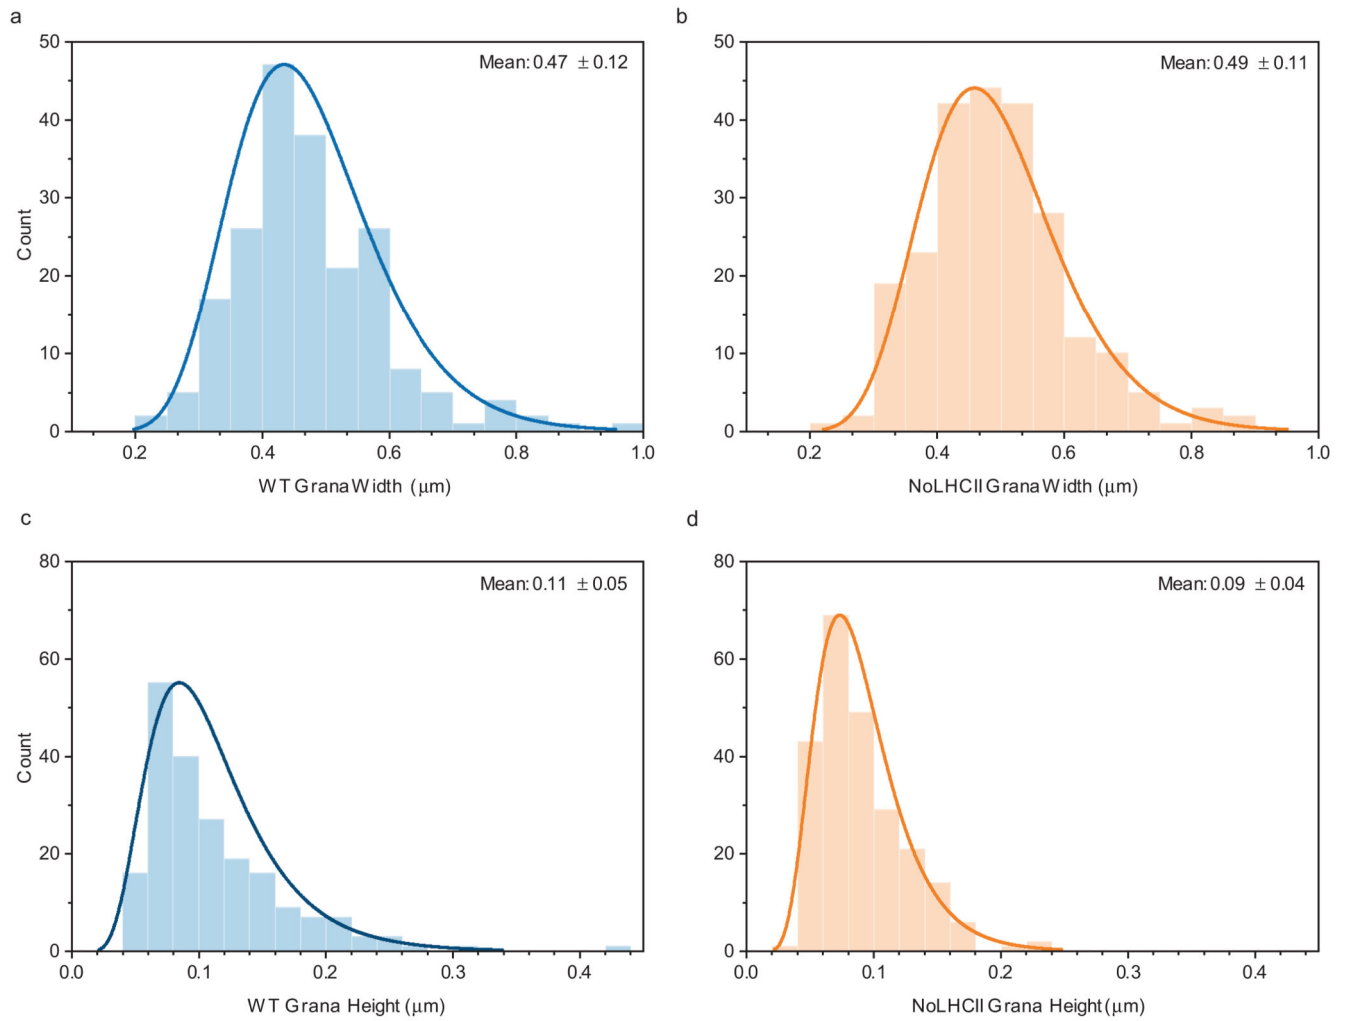 a
b
50
40
30
20
10
0
Count
Mean: 0.47 ± 0.12
0.2 0.4 0.6 0.8 1.0
WT Grana Width (μm)
50
40
30
20
10
0
Mean: 0.49 ± 0.11
0.2 0.4 0.6 0.8 1.0
NoLHCII Grana Width (μm)
c
d
80
60
40
20
0
Count
Mean: 0.11 ± 0.05
0.0 0.1 0.2 0.3 0.4
WT Grana Height (μm)
80
60
40
20
0
Mean: 0.09 ± 0.04
0.0 0.1 0.2 0.3 0.4
NoLHCII Grana Height (μm)